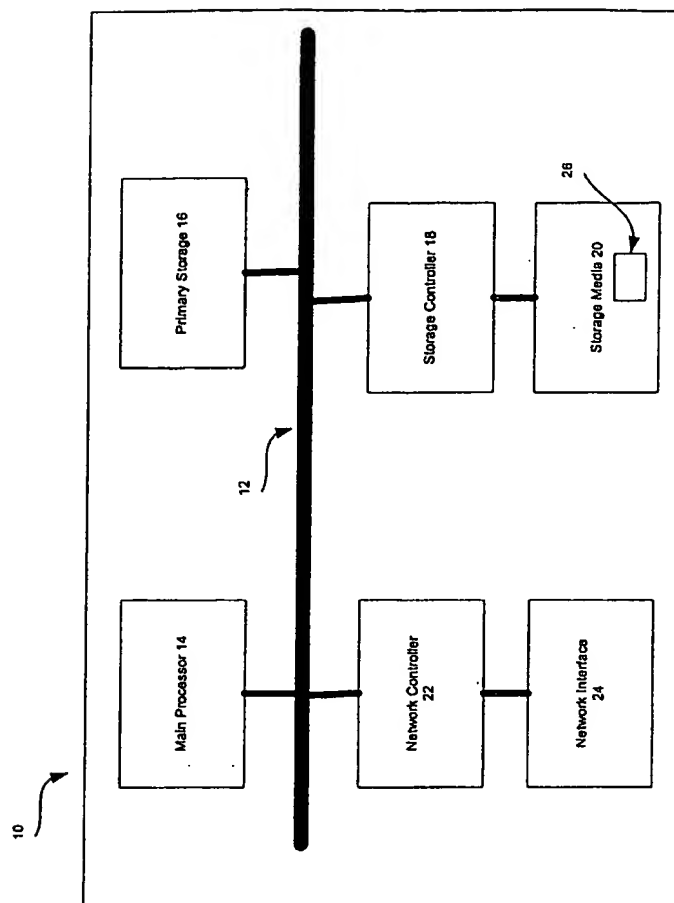 10
Main Processor 14
Primary Storage 16
12
Network Controller
22
Storage Controller 18
Network Interface
24
Storage Media 20
26